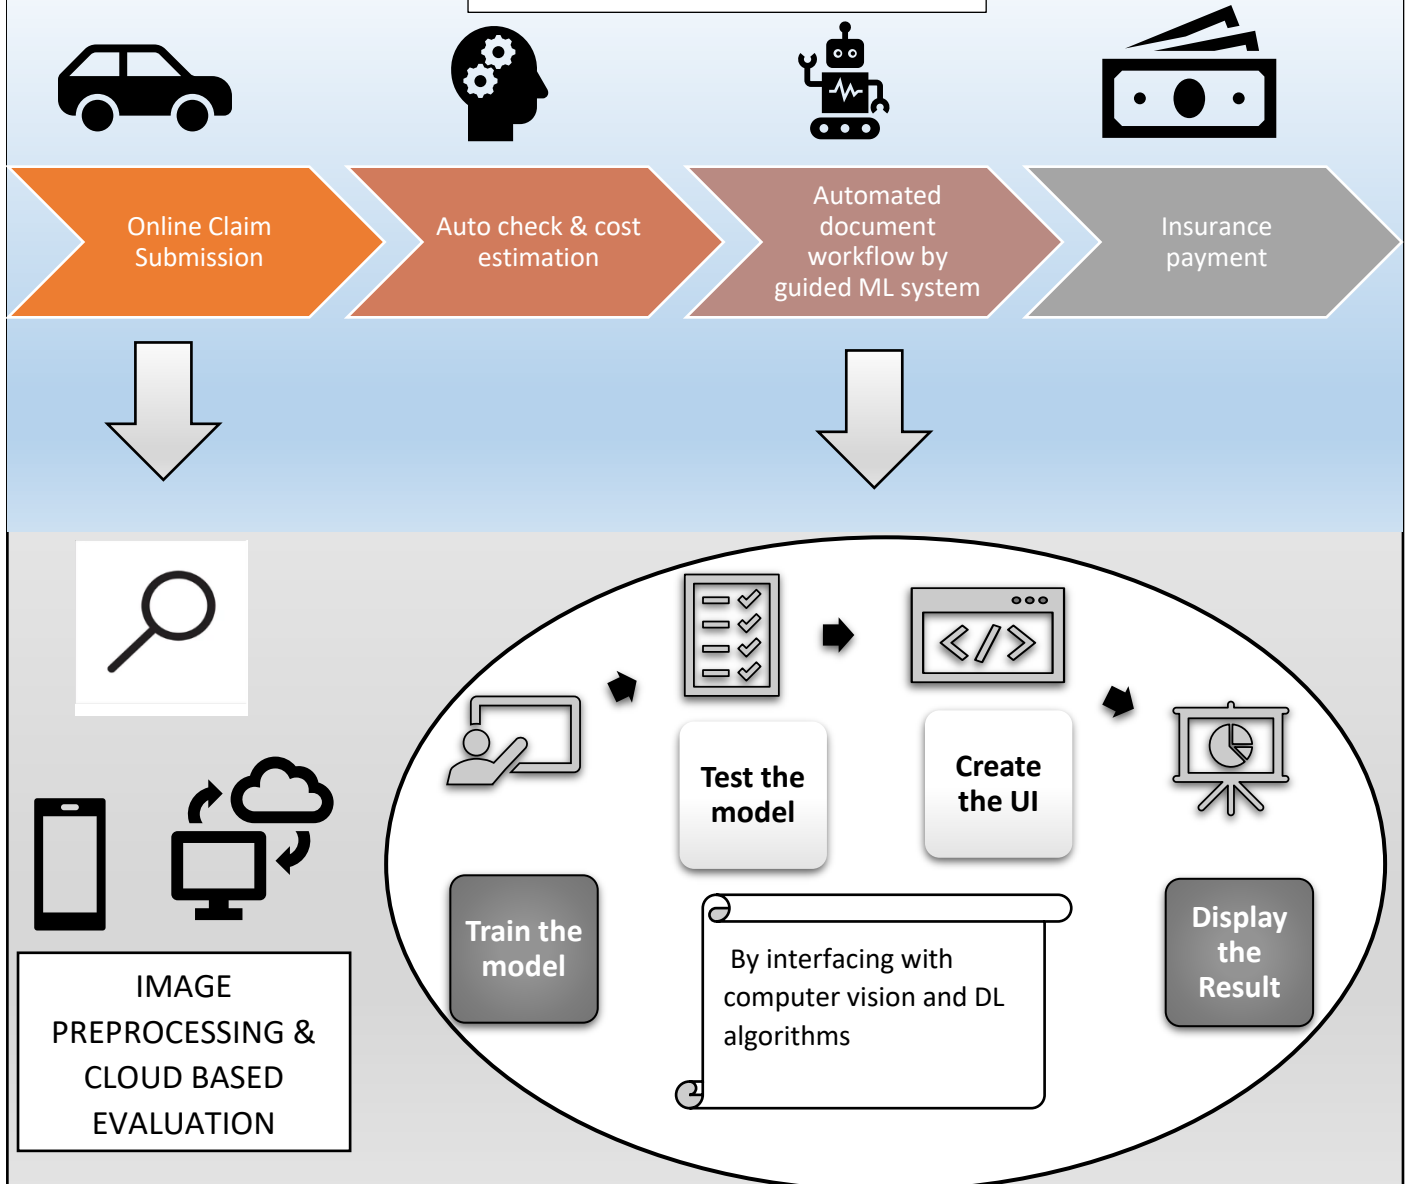 Online Claim
Submission
Auto check & cost
estimation
Automated
document
workflow by
guided ML system
Insurance
payment
Test the
model
Create
the UI
Train the
model
Display
the
Result
By interfacing with
computer vision and DL
algorithms
IMAGE
PREPROCESSING &
CLOUD BASED
EVALUATION